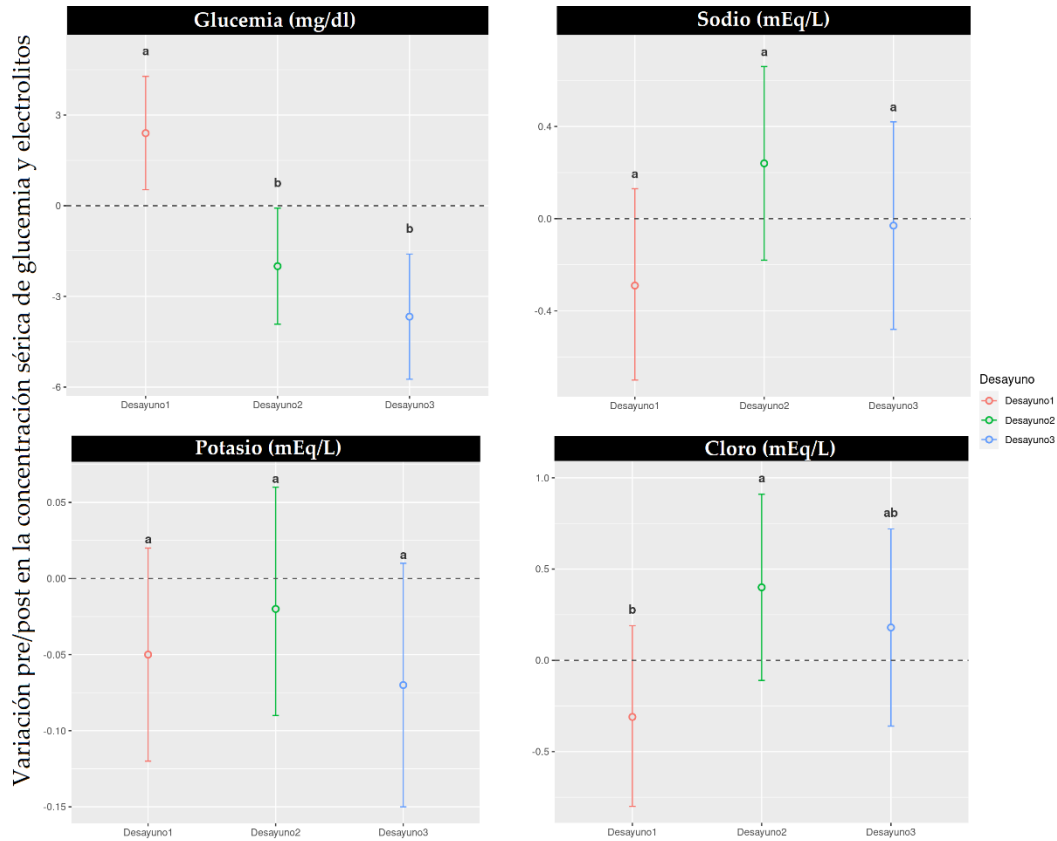 Variación pre/post en la concentración sérica de glucemia y electrolitos
Glucemia (mg/dl)
a
b
b
3
0
-3
-6
Desayuno1 Desayuno2 Desayuno3
Sodio (mEq/L)
a
a
a
0.4
0.0
-0.4
Desayuno1 Desayuno2 Desayuno3
Desayuno
Desayuno1
Desayuno2
Desayuno3
Potasio (mEq/L)
a
a
a
0.05
0.00
-0.05
-0.10
-0.15
Desayuno1 Desayuno2 Desayuno3
Cloro (mEq/L)
a
ab
b
1.0
0.5
0.0
-0.5
Desayuno1 Desayuno2 Desayuno3